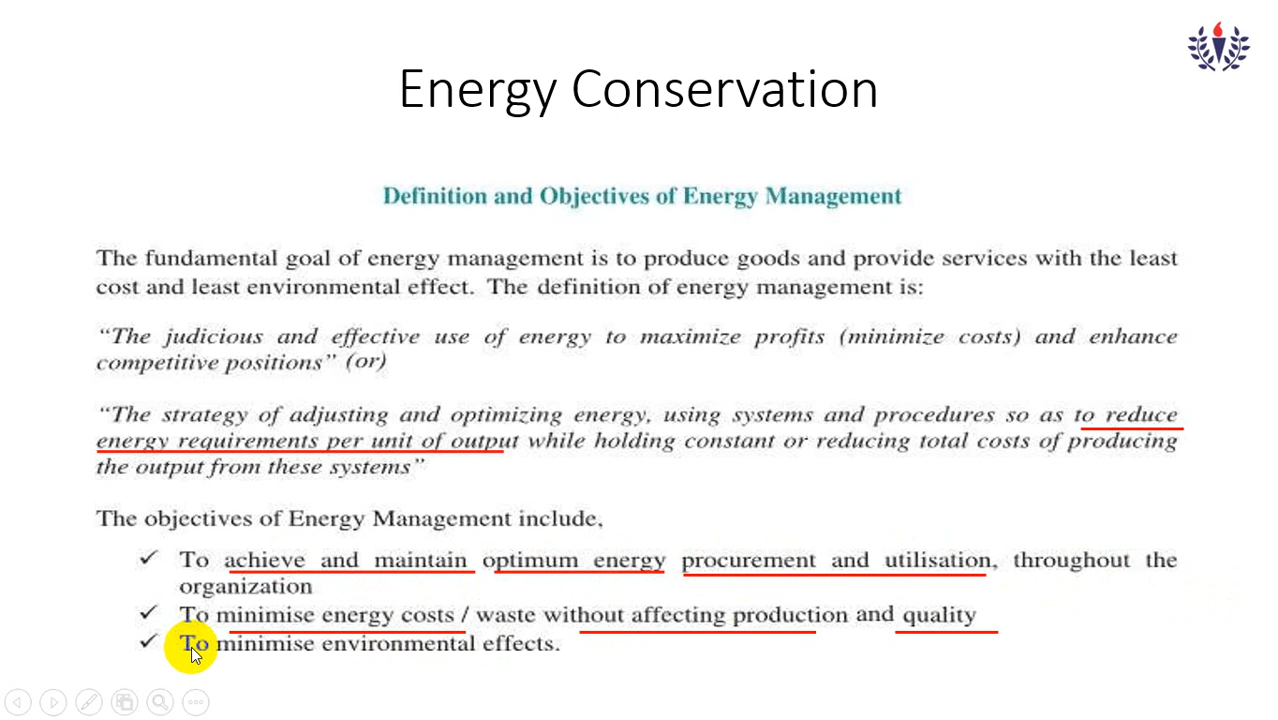 Energy Conservation
Definition and Objectives of Energy Management
The fundamental goal of energy management is to produce goods and provide services with the least
cost and least environmental effect. The definition of energy management is:
“The judicious and effective use of energy to maximize profits (minimize costs) and enhance
competitive positions” (or)
“The strategy of adjusting and optimizing energy, using systems and procedures so as to reduce
energy requirements per unit of output while holding constant or reducing total costs of producing
the output from these systems”
The objectives of Energy Management include,
✓ To achieve and maintain optimum energy procurement and utilisation, throughout the
organization
✓ To minimise energy costs / waste without affecting production and quality
✓ To minimise environmental effects.